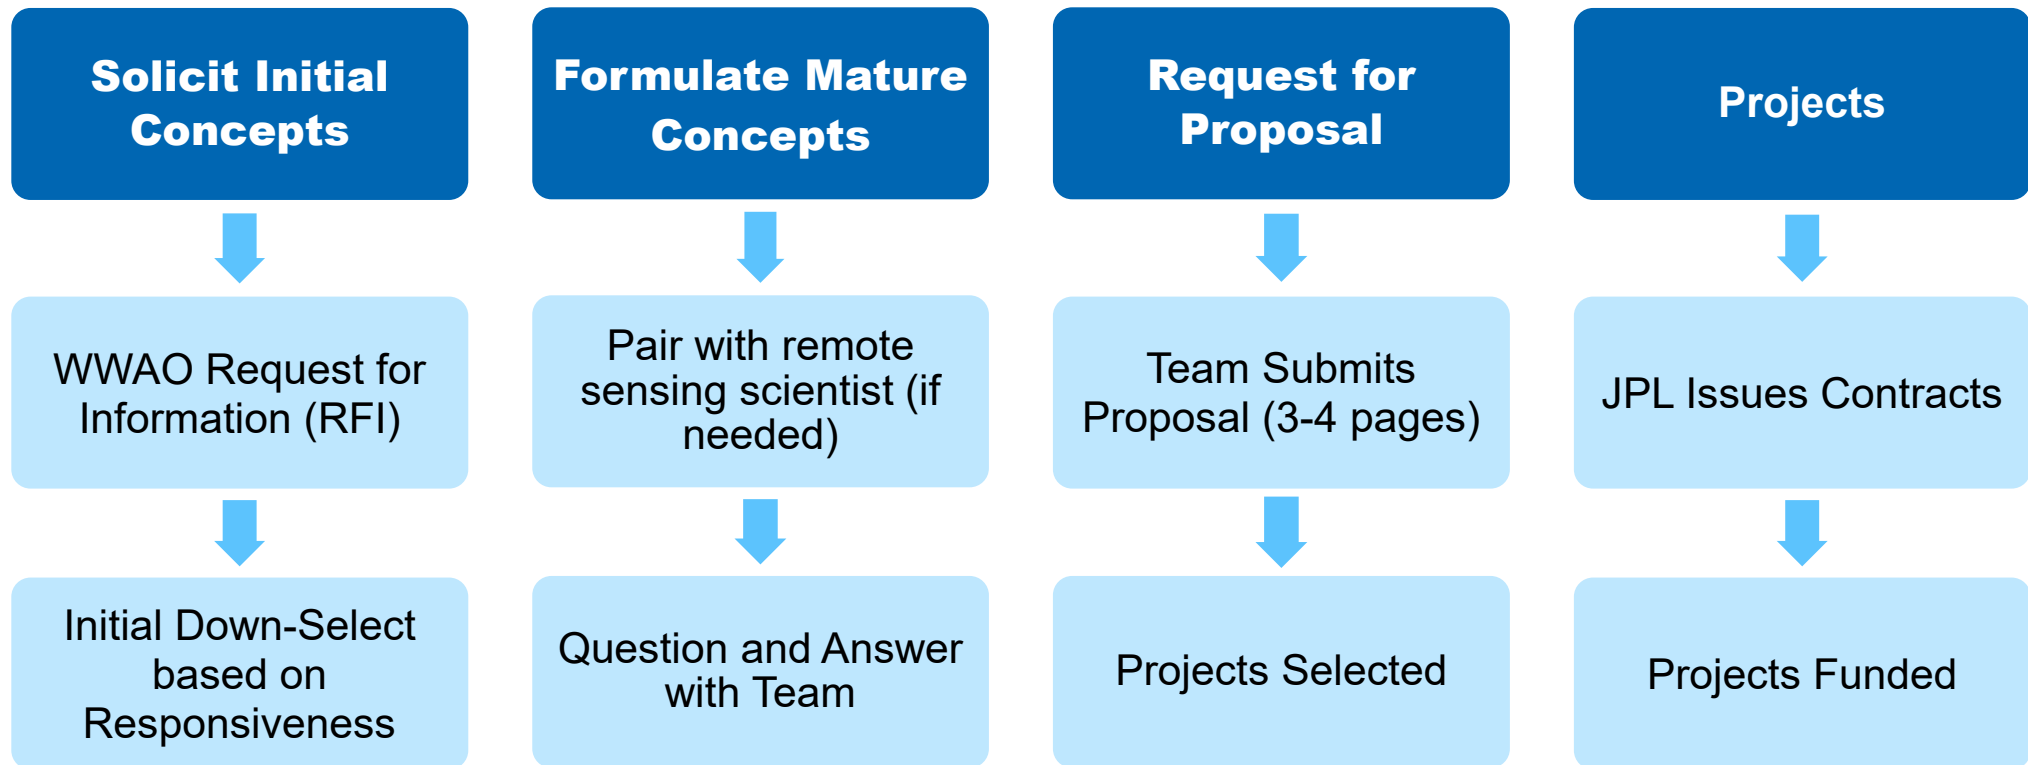 Solicit Initial
Concepts
WWAO Request for
Information (RFI)
Initial Down-Select
based on
Responsiveness
Formulate Mature
Concepts
Pair with remote
sensing scientist (if
needed)
Question and Answer
with Team
Request for
Proposal
Team Submits
Proposal (3-4 pages)
Projects Selected
Projects
JPL Issues Contracts
Projects Funded